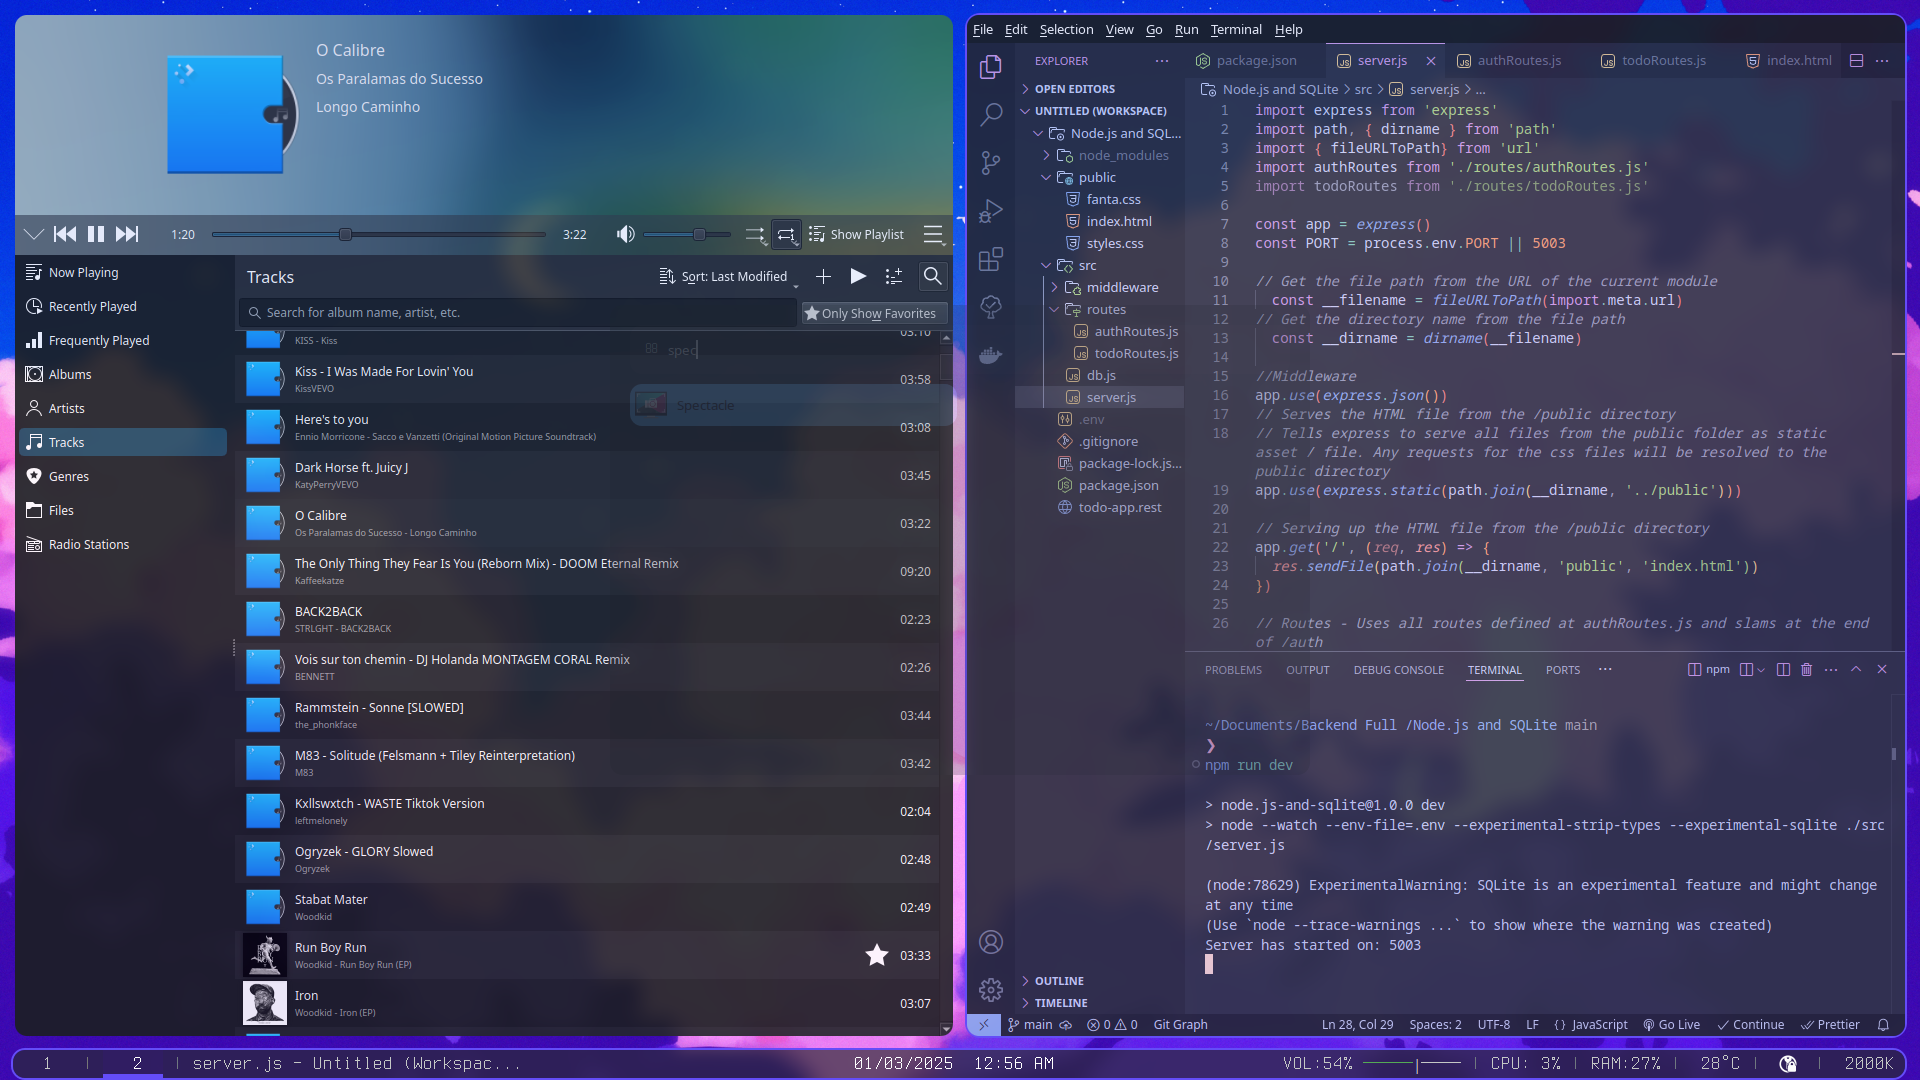 O Calibre
Os Paralamas do Sucesso
Longo Caminho
1:20
3:22
Show Playlist
Now Playing
Recently Played
Frequently Played
Albums
Artists
Tracks
Genres
Files
Radio Stations
Tracks
Sort: Last Modified
Search for album name, artist, etc.
Only Show Favorites
KISS - Kiss
03:10
spec
Kiss - I Was Made For Lovin' You
KissVEVO
03:58
Spectacle
Here's to you
Ennio Morricone - Sacco e Vanzetti (Original Motion Picture Soundtrack)
03:08
Dark Horse ft. Juicy J
KatyPerryVEVO
03:45
O Calibre
Os Paralamas do Sucesso - Longo Caminho
03:22
The Only Thing They Fear Is You (Reborn Mix) - DOOM Eternal Remix
Kaffeekatze
09:20
BACK2BACK
STRLGHT - BACK2BACK
02:23
Vois sur ton chemin - DJ Holanda MONTAGEM CORAL Remix
BENNETT
02:26
Rammstein - Sonne [SLOWED]
the_phonkface
03:44
M83 - Solitude (Felsmann + Tiley Reinterpretation)
M83
03:42
Kxllswxtch - WASTE Tiktok Version
leftmelonely
02:04
Ogryzek - GLORY Slowed
Ogryzek
02:48
Stabat Mater
Woodkid
02:49
Run Boy Run
Woodkid - Run Boy Run (EP)
03:33
Iron
Woodkid - Iron (EP)
03:07
File Edit Selection View Go Run Terminal Help
EXPLORER
OPEN EDITORS
UNTITLED (WORKSPACE)
Node.js and SQL...
node_modules
public
fanta.css
index.html
styles.css
src
middleware
routes
authRoutes.js
todoRoutes.js
db.js
server.js
.env
.gitignore
package-lock.js...
package.json
todo-app.rest
OUTLINE
TIMELINE
package.json server.js authRoutes.js todoRoutes.js index.html
Node.js and SQLite > src > server.js > ...
1 import express from 'express'
2 import path, { dirname } from 'path'
3 import { fileURLToPath} from 'url'
4 import authRoutes from './routes/authRoutes.js'
5 import todoRoutes from './routes/todoRoutes.js'
6
7 const app = express()
8 const PORT = process.env.PORT || 5003
9
10 // Get the file path from the URL of the current module
11 const __filename = fileURLToPath(import.meta.url)
12 // Get the directory name from the file path
13 const __dirname = dirname(__filename)
14
15 //Middleware
16 app.use(express.json())
17 // Serves the HTML file from the /public directory
18 // Tells express to serve all files from the public folder as static
asset / file. Any requests for the css files will be resolved to the
public directory
19 app.use(express.static(path.join(__dirname, '../public')))
20
21 // Serving up the HTML file from the /public directory
22 app.get('/', (req, res) => {
23 res.sendFile(path.join(__dirname, 'public', 'index.html'))
24 })
25
26 // Routes - Uses all routes defined at authRoutes.js and slams at the end
of /auth
PROBLEMS OUTPUT DEBUG CONSOLE TERMINAL PORTS ... npm
~/Documents/Backend Full /Node.js and SQLite main
❯
npm run dev
> node.js-and-sqlite@1.0.0 dev
> node --watch --env-file=.env --experimental-strip-types --experimental-sqlite ./src
/server.js
(node:78629) ExperimentalWarning: SQLite is an experimental feature and might change
at any time
(Use `node --trace-warnings ...` to show where the warning was created)
Server has started on: 5003
main 0 0 Git Graph Ln 28, Col 29 Spaces: 2 UTF-8 LF {} JavaScript Go Live Continue Prettier
1 | 2 | server.js - Untitled (Workspac... 01/03/2025 12:56 AM VOL:54% | CPU: 3% | RAM:27% | 28°C | | 2000K